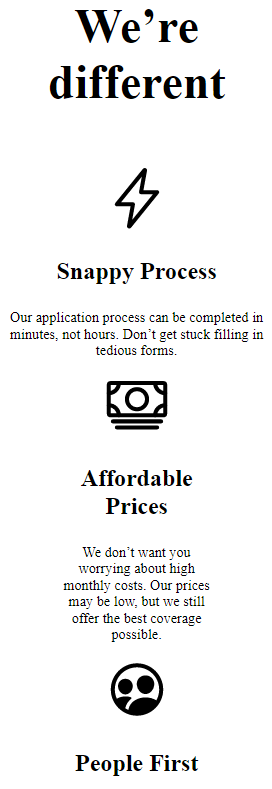 We’re
different
Snappy Process
Our application process can be completed in
minutes, not hours. Don’t get stuck filling in
tedious forms.
Affordable
Prices
We don’t want you
worrying about high
monthly costs. Our prices
may be low, but we still
offer the best coverage
possible.
People First